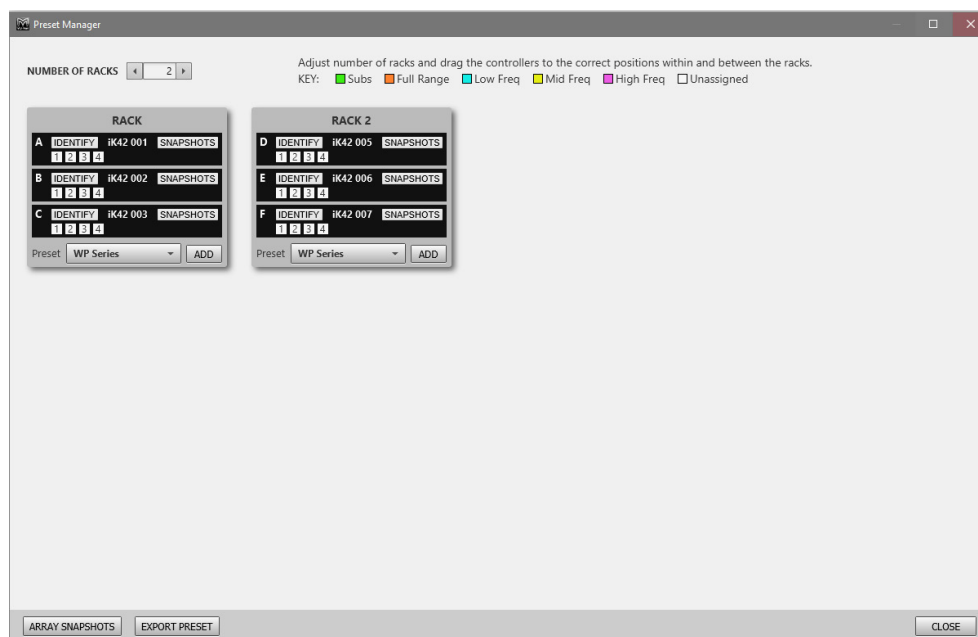 Preset Manager
NUMBER OF RACKS 2
Adjust number of racks and drag the controllers to the correct positions within and between the racks.
KEY: Subs Full Range Low Freq Mid Freq High Freq Unassigned
RACK
A IDENTIFY iK42 001 SNAPSHOTS
1 2 3 4
B IDENTIFY iK42 002 SNAPSHOTS
1 2 3 4
C IDENTIFY iK42 003 SNAPSHOTS
1 2 3 4
Preset WP Series ADD
RACK 2
D IDENTIFY iK42 005 SNAPSHOTS
1 2 3 4
E IDENTIFY iK42 006 SNAPSHOTS
1 2 3 4
F IDENTIFY iK42 007 SNAPSHOTS
1 2 3 4
Preset WP Series ADD
ARRAY SNAPSHOTS EXPORT PRESET CLOSE